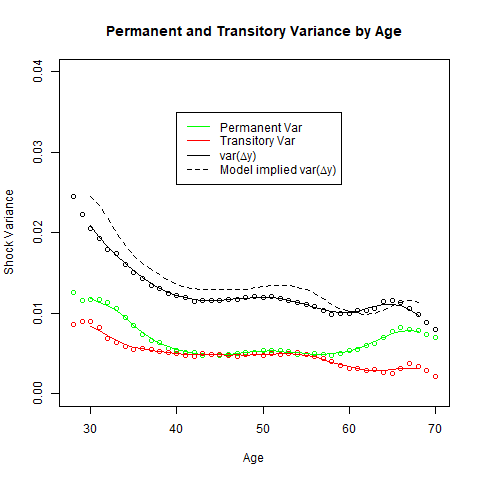 Permanent and Transitory Variance by Age
0.04
0.03
0.02
0.01
0.00
Shock Variance
Permanent Var
Transitory Var
var(Δy)
Model implied var(Δy)
30 40 50 60 70
Age